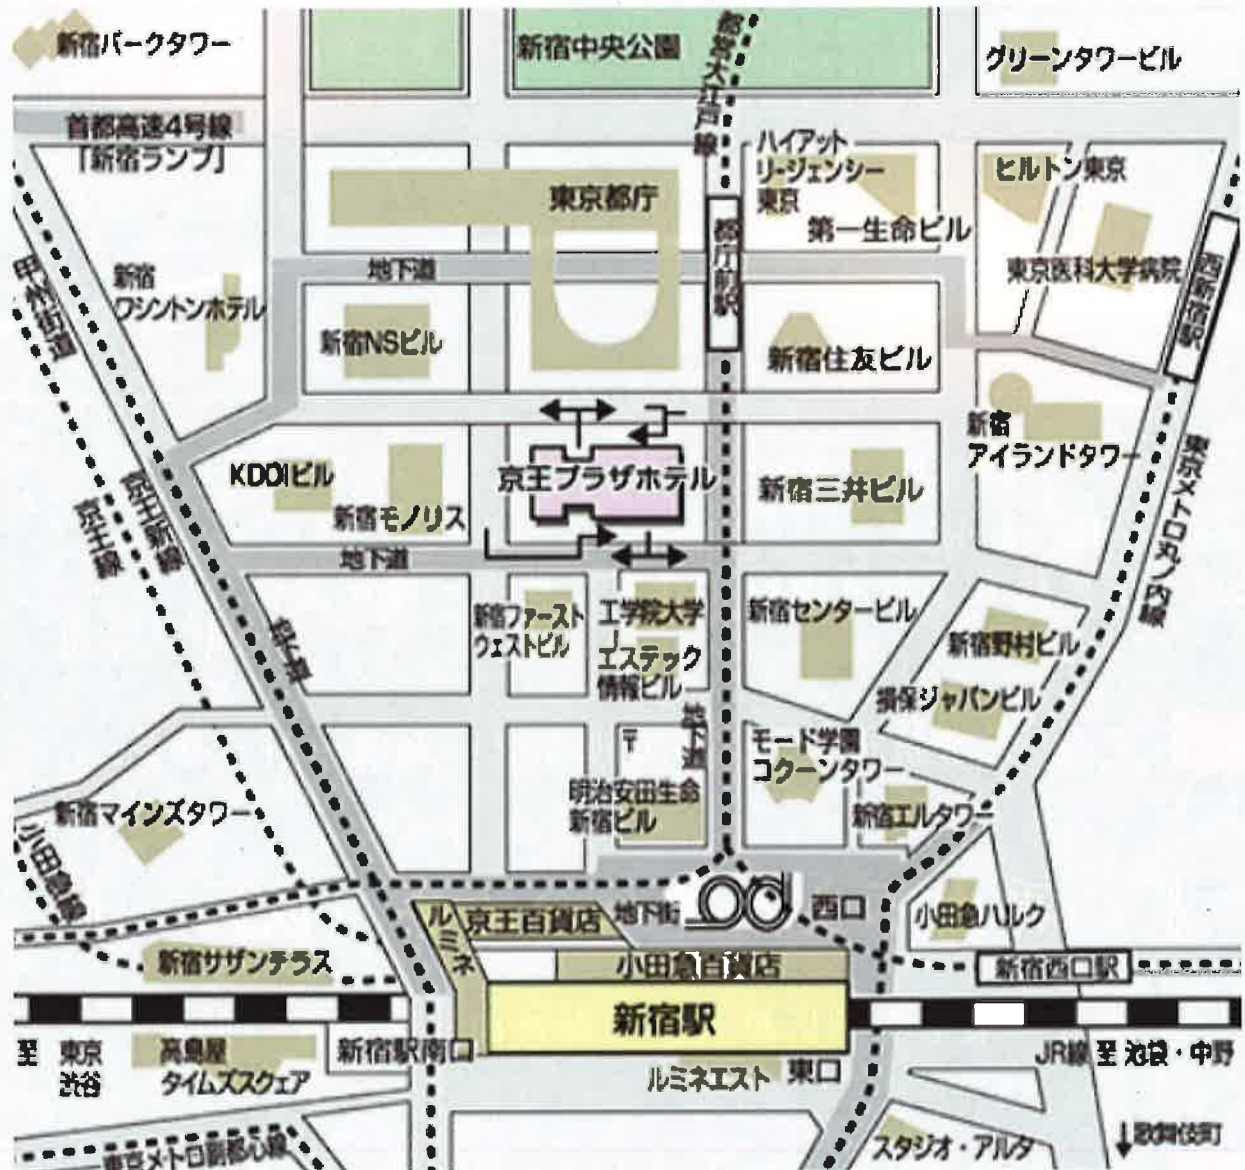 新宿パークタワー
新宿中央公園
都営大江戸線
グリーンタワービル
首都高速4号線
「新宿ランプ」
ハイアット
リージェンシー
東京
ヒルトン東京
東京都庁
第一生命ビル
都庁前駅
地下道
東京医科大学病院
西新宿駅
新宿
ワシントンホテル
甲州街道
新宿NSビル
新宿住友ビル
新宿
アイランドタワー
東京メトロ丸ノ内線
KDDIビル
新宿モノリス
京王プラザホテル
新宿三井ビル
京王新線
京王線
地下道
新宿ファースト
ウェストビル
工学院大学
エステック
情報ビル
新宿センタービル
新宿野村ビル
損保ジャパンビル
地下道
〒
モード学園
コクーンタワー
明治安田生命
新宿ビル
新宿エルタワー
新宿マインズタワー
小田急線
ルミネ
京王百貨店
地下街
西口
小田急ハルク
新宿サザンテラス
小田急百貨店
新宿西口駅
新宿駅
至 東京
渋谷
高島屋
タイムズスクェア
新宿駅南口
ルミネエスト
東口
JR線 至 池袋・中野
東京メトロ副都心線
スタジオ・アルタ
↓歌舞伎町